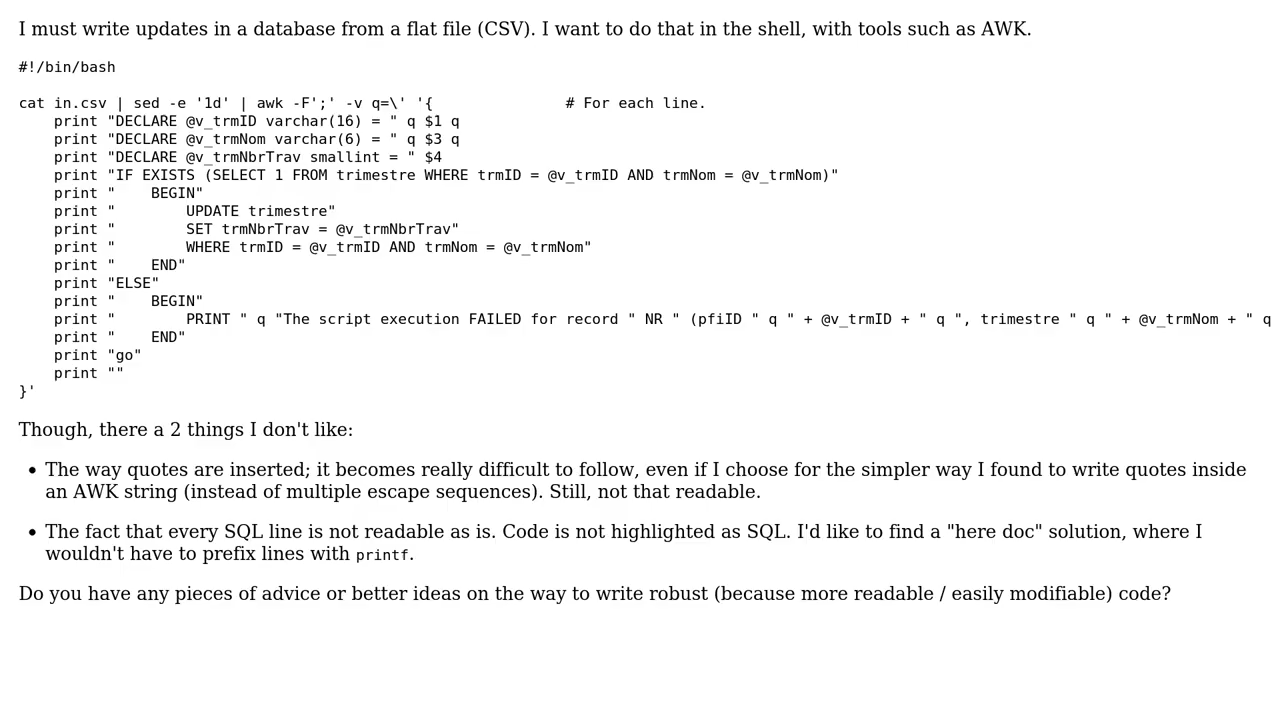 I must write updates in a database from a flat file (CSV). I want to do that in the shell, with tools such as AWK.
#!/bin/bash
cat in.csv | sed -e '1d' | awk -F';' -v q=\' '{               # For each line.
    print "DECLARE @v_trmID varchar(16) = " q $1 q
    print "DECLARE @v_trmNom varchar(6) = " q $3 q
    print "DECLARE @v_trmNbrTrav smallint = " $4
    print "IF EXISTS (SELECT 1 FROM trimestre WHERE trmID = @v_trmID AND trmNom = @v_trmNom)"
    print "    BEGIN"
    print "        UPDATE trimestre"
    print "        SET trmNbrTrav = @v_trmNbrTrav"
    print "        WHERE trmID = @v_trmID AND trmNom = @v_trmNom"
    print "    END"
    print "ELSE"
    print "    BEGIN"
    print "        PRINT " q "The script execution FAILED for record " NR " (pfiID " q " + @v_trmID + " q ", trimestre " q " + @v_trmNom + " q
    print "    END"
    print "go"
    print ""
}'
Though, there a 2 things I don't like:
• The way quotes are inserted; it becomes really difficult to follow, even if I choose for the simpler way I found to write quotes inside
an AWK string (instead of multiple escape sequences). Still, not that readable.
• The fact that every SQL line is not readable as is. Code is not highlighted as SQL. I'd like to find a "here doc" solution, where I
wouldn't have to prefix lines with printf.
Do you have any pieces of advice or better ideas on the way to write robust (because more readable / easily modifiable) code?